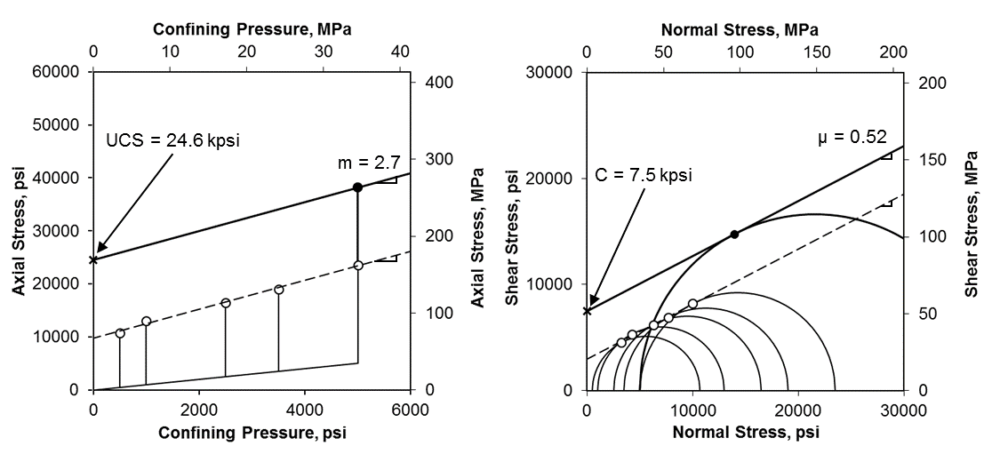 Confining Pressure, MPa
0 10 20 30 40
60000
50000
40000
30000
20000
10000
0
400
300
200
100
0
UCS = 24.6 kpsi
m = 2.7
Axial Stress, psi
Axial Stress, MPa
0 2000 4000 6000
Confining Pressure, psi
Normal Stress, MPa
0 50 100 150 200
30000
20000
10000
0
200
150
100
50
0
μ = 0.52
C = 7.5 kpsi
Shear Stress, psi
Shear Stress, MPa
0 10000 20000 30000
Normal Stress, psi